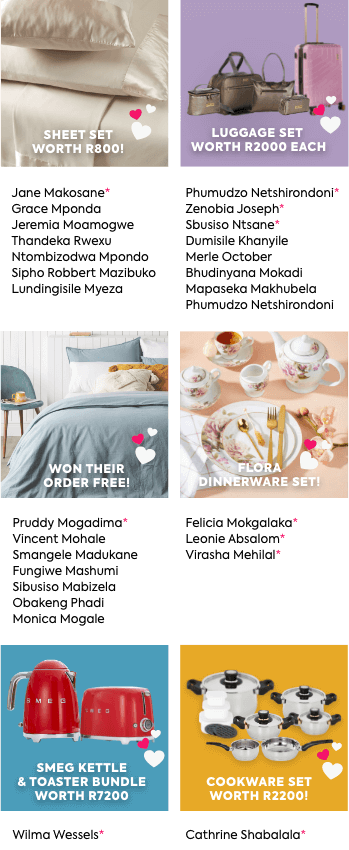 SHEET SET
WORTH R800!
Jane Makosane*
Grace Mponda
Jeremia Moamogwe
Thandeka Rwexu
Ntombizodwa Mpondo
Sipho Robbert Mazibuko
Lundingisile Myeza
LUGGAGE SET
WORTH R2000 EACH
Phumudzo Netshirondoni*
Zenobia Joseph*
Sbusiso Ntsane*
Dumisile Khanyile
Merle October
Bhudinyana Mokadi
Mapaseka Makhubela
Phumudzo Netshirondoni
WON THEIR
ORDER FREE!
Pruddy Mogadima*
Vincent Mohale
Smangele Madukane
Fungiwe Mashumi
Sibusiso Mabizela
Obakeng Phadi
Monica Mogale
FLORA
DINNERWARE SET!
Felicia Mokgalaka*
Leonie Absalom*
Virasha Mehilal*
SMEG
SMEG
SMEG KETTLE
& TOASTER BUNDLE
WORTH R7200
Wilma Wessels*
COOKWARE SET
WORTH R2200!
Cathrine Shabalala*